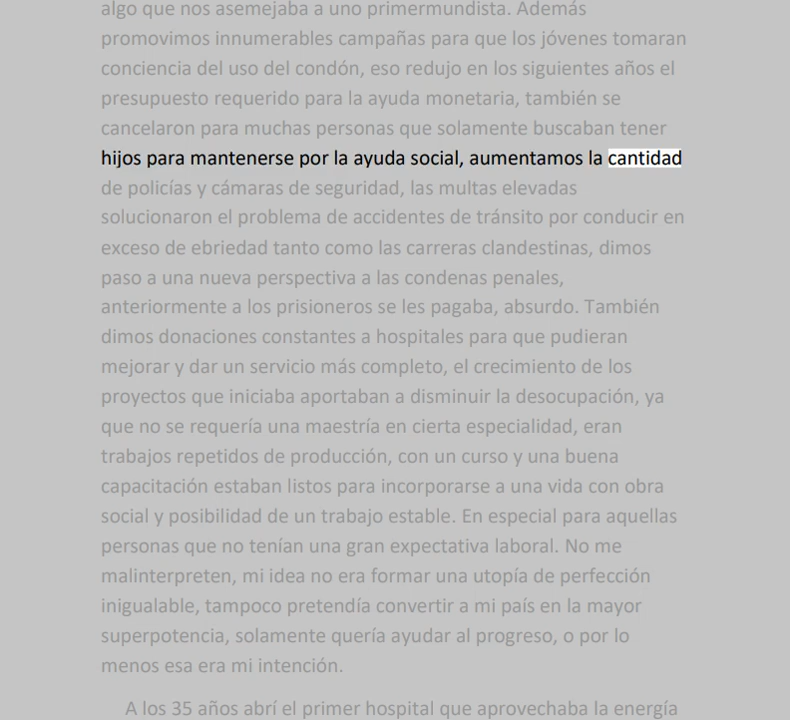 algo que nos asemejaba a uno primermundista. Además
promovimos innumerables campañas para que los jóvenes tomaran
conciencia del uso del condón, eso redujo en los siguientes años el
presupuesto requerido para la ayuda monetaria, también se
cancelaron para muchas personas que solamente buscaban tener
hijos para mantenerse por la ayuda social, aumentamos la cantidad
de policías y cámaras de seguridad, las multas elevadas
solucionaron el problema de accidentes de tránsito por conducir en
exceso de ebriedad tanto como las carreras clandestinas, dimos
paso a una nueva perspectiva a las condenas penales,
anteriormente a los prisioneros se les pagaba, absurdo. También
dimos donaciones constantes a hospitales para que pudieran
mejorar y dar un servicio más completo, el crecimiento de los
proyectos que iniciaba aportaban a disminuir la desocupación, ya
que no se requería una maestría en cierta especialidad, eran
trabajos repetidos de producción, con un curso y una buena
capacitación estaban listos para incorporarse a una vida con obra
social y posibilidad de un trabajo estable. En especial para aquellas
personas que no tenían una gran expectativa laboral. No me
malinterpreten, mi idea no era formar una utopía de perfección
inigualable, tampoco pretendía convertir a mi país en la mayor
superpotencia, solamente quería ayudar al progreso, o por lo
menos esa era mi intención.
A los 35 años abrí el primer hospital que aprovechaba la energía